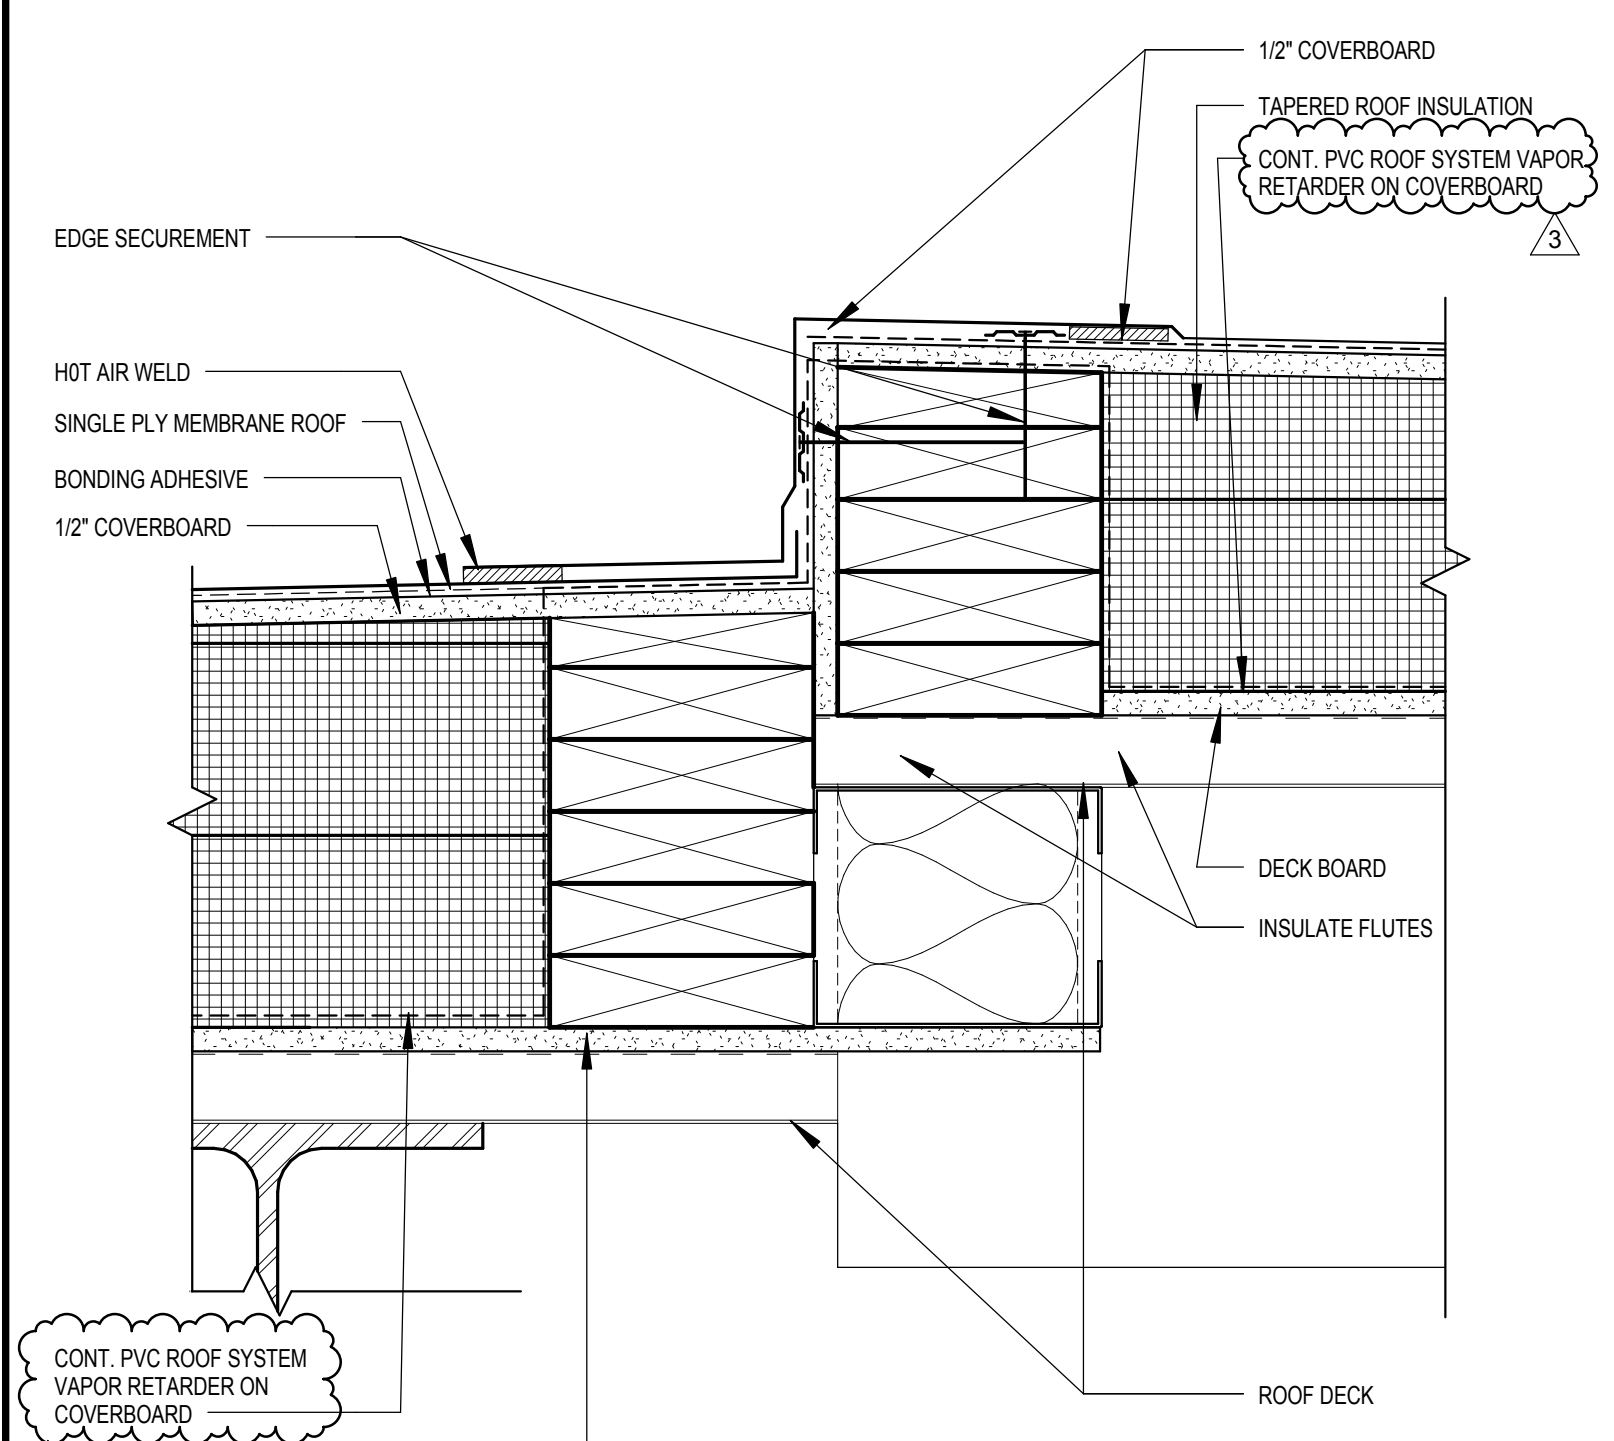 1/2" COVERBOARD
TAPERED ROOF INSULATION
CONT. PVC ROOF SYSTEM VAPOR
RETARDER ON COVERBOARD
3
EDGE SECUREMENT
H0T AIR WELD
SINGLE PLY MEMBRANE ROOF
BONDING ADHESIVE
1/2" COVERBOARD
DECK BOARD
INSULATE FLUTES
CONT. PVC ROOF SYSTEM
VAPOR RETARDER ON
COVERBOARD
ROOF DECK